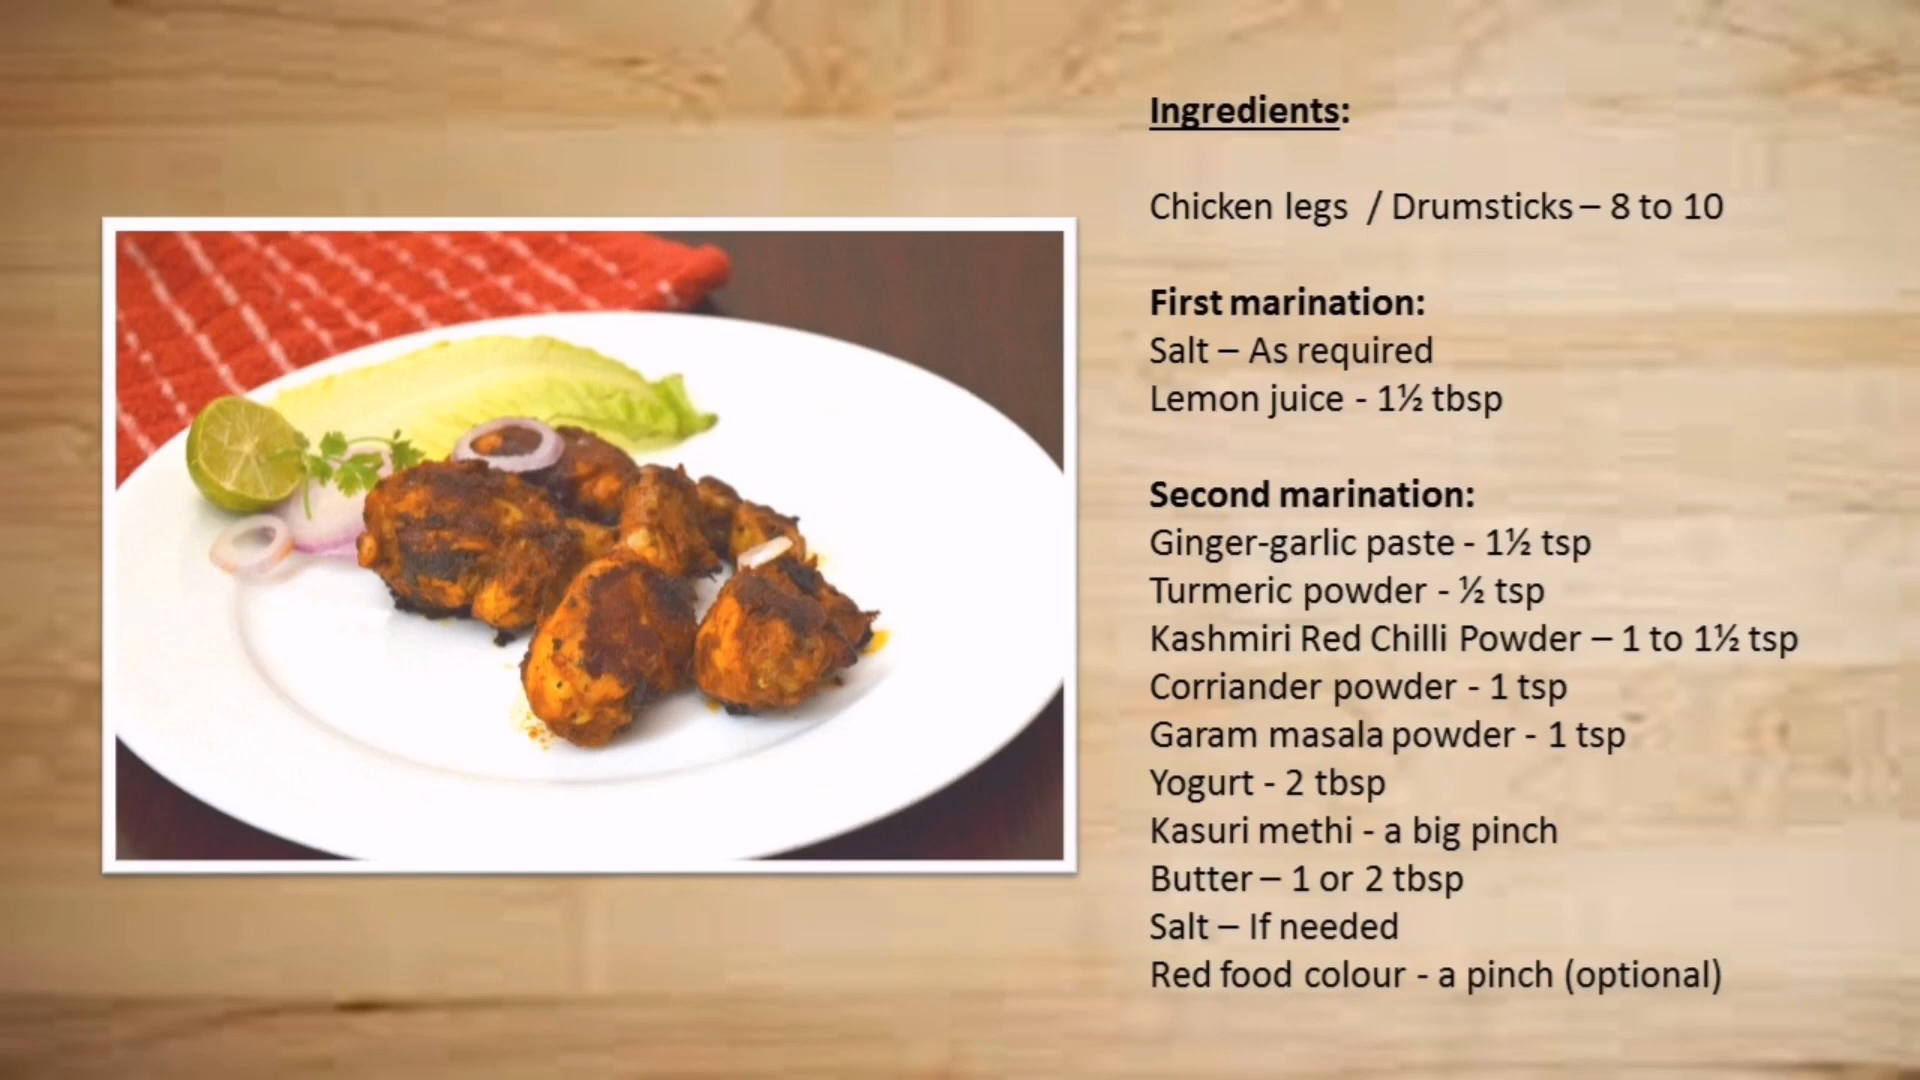 Ingredients:
Chicken legs / Drumsticks – 8 to 10
First marination:
Salt – As required
Lemon juice - 1½ tbsp
Second marination:
Ginger-garlic paste - 1½ tsp
Turmeric powder - ½ tsp
Kashmiri Red Chilli Powder – 1 to 1½ tsp
Corriander powder - 1 tsp
Garam masala powder - 1 tsp
Yogurt - 2 tbsp
Kasuri methi - a big pinch
Butter – 1 or 2 tbsp
Salt – If needed
Red food colour - a pinch (optional)